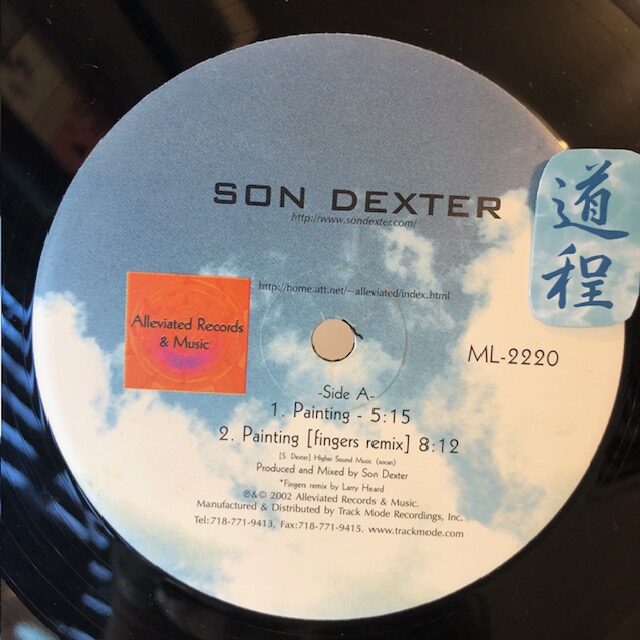 SON DEXTER
http://www.sondexter.com/
道程
http://home.att.net/~alleviated/index.html
Alleviated Records
& Music
ML-2220
-Side A-
1. Painting - 5:15
2. Painting [fingers remix] 8:12
[S. Dexter] Higher Sound Music (socan)
Produced and Mixed by Son Dexter
*Fingers remix by Larry Heard
℗&© 2002 Alleviated Records & Music.
Manufactured & Distributed by Track Mode Recordings, Inc.
Tel:718-771-9413, Fax:718-771-9415. www.trackmode.com